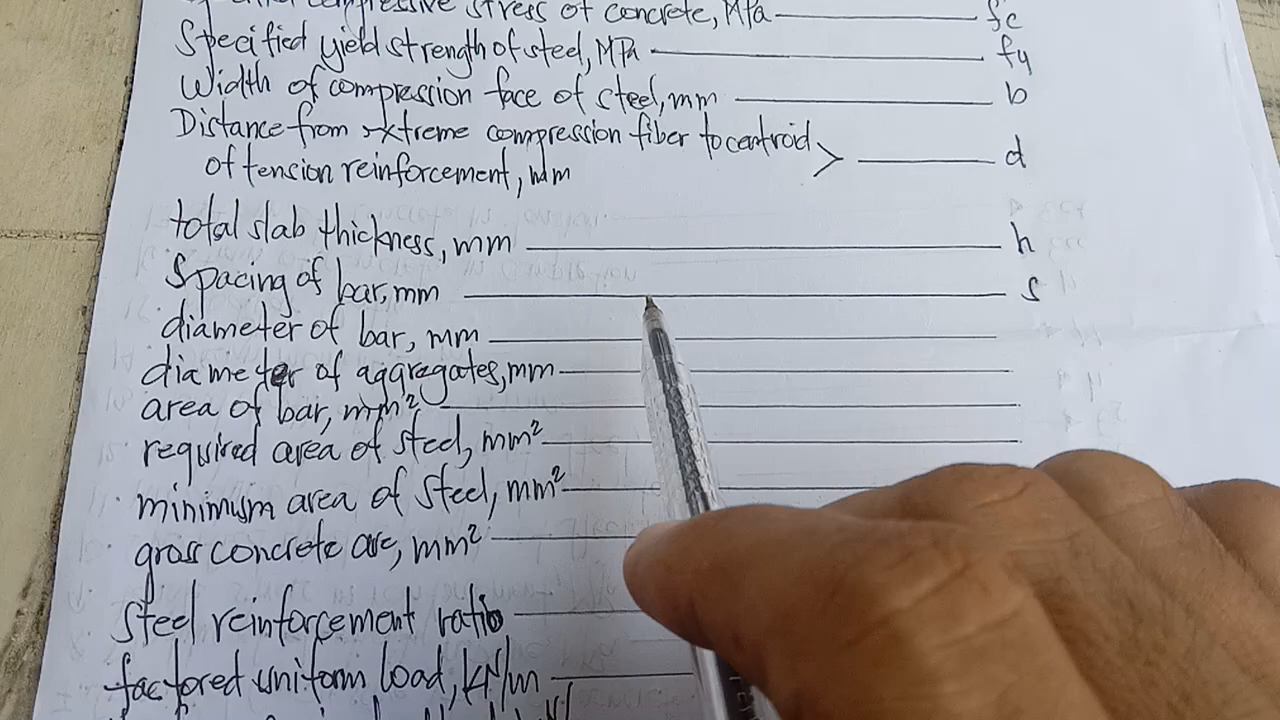 compressive stress of concrete, MPa fc
Specified yield strength of steel, MPa fy
Width of compression face of steel, mm b
Distance from extreme compression fiber to centroid
of tension reinforcement, mm > d
total slab thickness, mm h
Spacing of bar, mm s
diameter of bar, mm
diameter of aggregates, mm
area of bar, mm²
required area of steel, mm²
minimum area of steel, mm²
gross concrete are, mm²
Steel reinforcement ratio
factored uniform load, kN/m